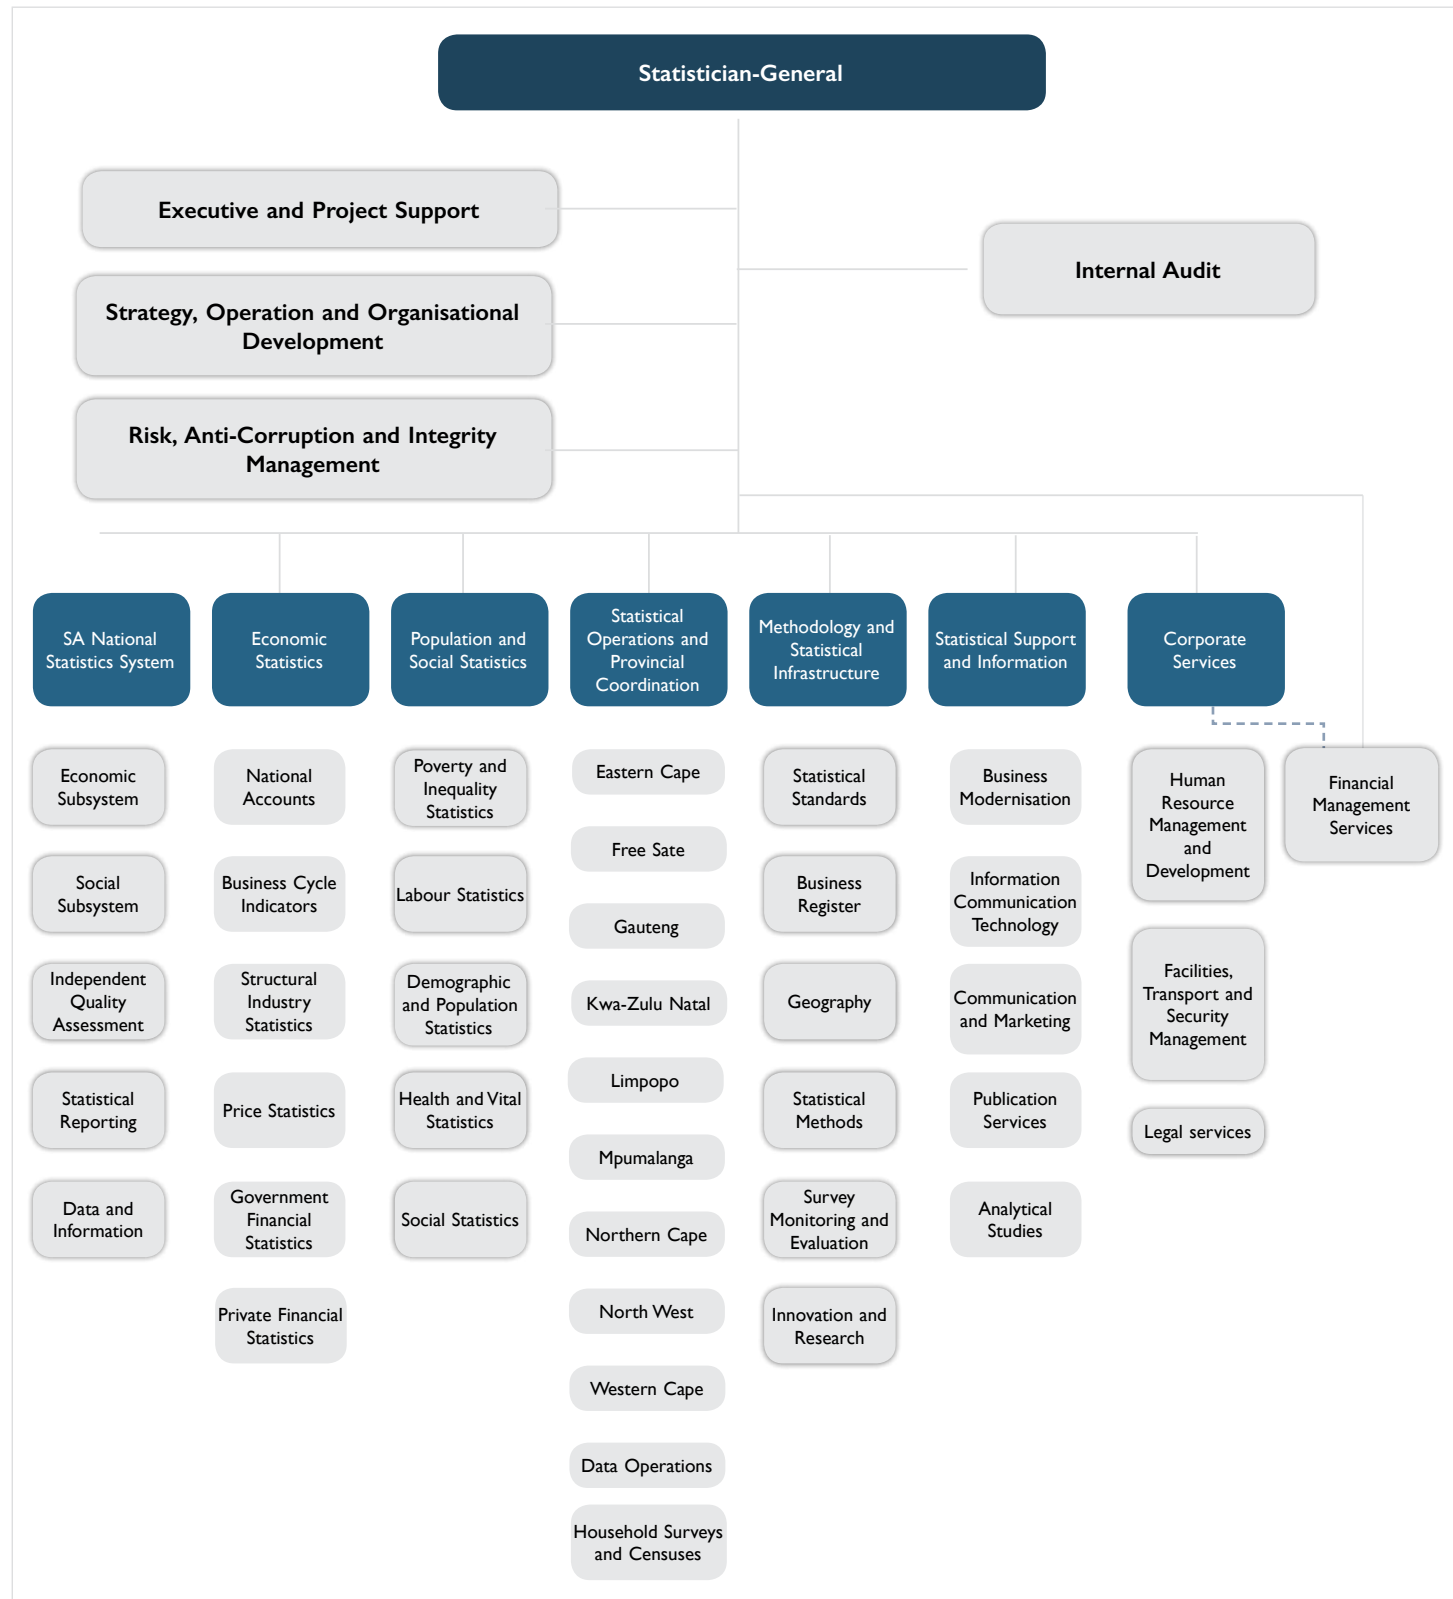 Statistician-General
Executive and Project Support
Internal Audit
Strategy, Operation and Organisational
Development
Risk, Anti-Corruption and Integrity
Management
SA National
Statistics System
Economic
Statistics
Population and
Social Statistics
Statistical
Operations and
Provincial
Coordination
Methodology and
Statistical
Infrastructure
Statistical Support
and Information
Corporate
Services
Economic
Subsystem
Social
Subsystem
Independent
Quality
Assessment
Statistical
Reporting
Data and
Information
National
Accounts
Business Cycle
Indicators
Structural
Industry
Statistics
Price Statistics
Government
Financial
Statistics
Private Financial
Statistics
Poverty and
Inequality
Statistics
Labour Statistics
Demographic
and Population
Statistics
Health and Vital
Statistics
Social Statistics
Eastern Cape
Free Sate
Gauteng
Kwa-Zulu Natal
Limpopo
Mpumalanga
Northern Cape
North West
Western Cape
Data Operations
Household Surveys
and Censuses
Statistical
Standards
Business
Register
Geography
Statistical
Methods
Survey
Monitoring and
Evaluation
Innovation and
Research
Business
Modernisation
Information
Communication
Technology
Communication
and Marketing
Publication
Services
Analytical
Studies
Human
Resource
Management
and
Development
Facilities,
Transport and
Security
Management
Legal services
Financial
Management
Services